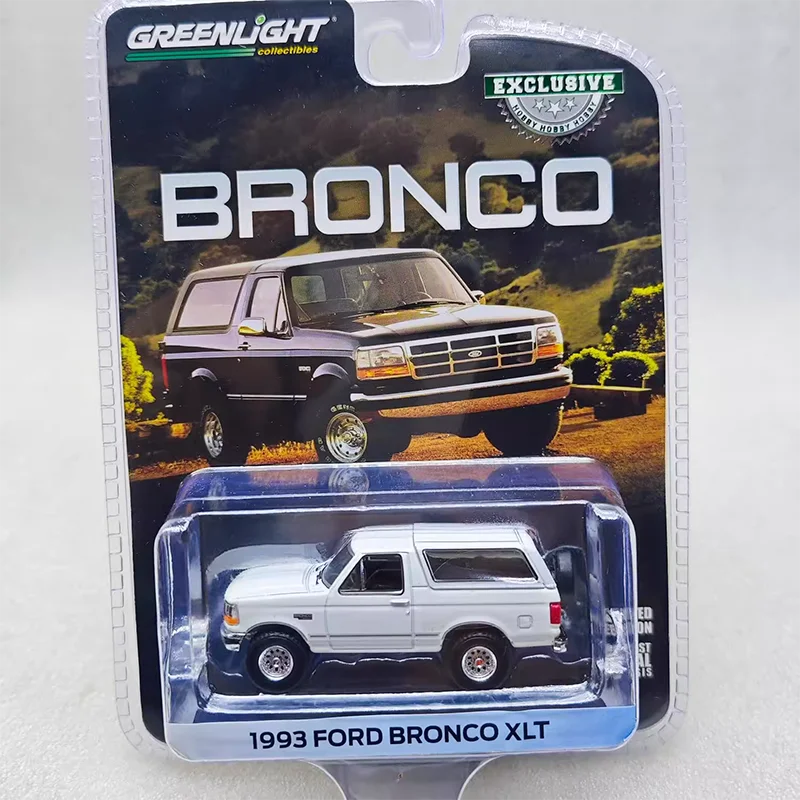 GREENLIGHT
collectibles
EXCLUSIVE
HOBBY HOBBY HOBBY
BRONCO
1993 FORD BRONCO XLT